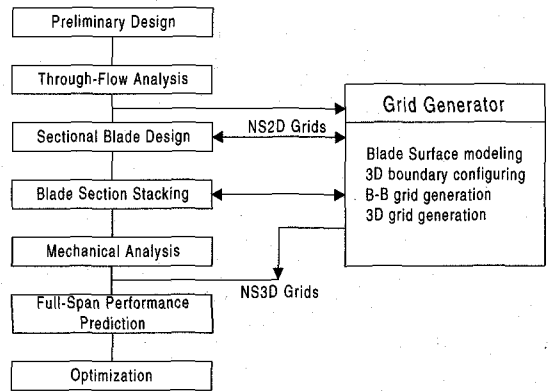 Preliminary Design
Through-Flow Analysis
Grid Generator
NS2D Grids
Sectional Blade Design
Blade Surface modeling
3D boundary configuring
B-B grid generation
3D grid generation
Blade Section Stacking
Mechanical Analysis
NS3D Grids
Full-Span Performance
Prediction
Optimization